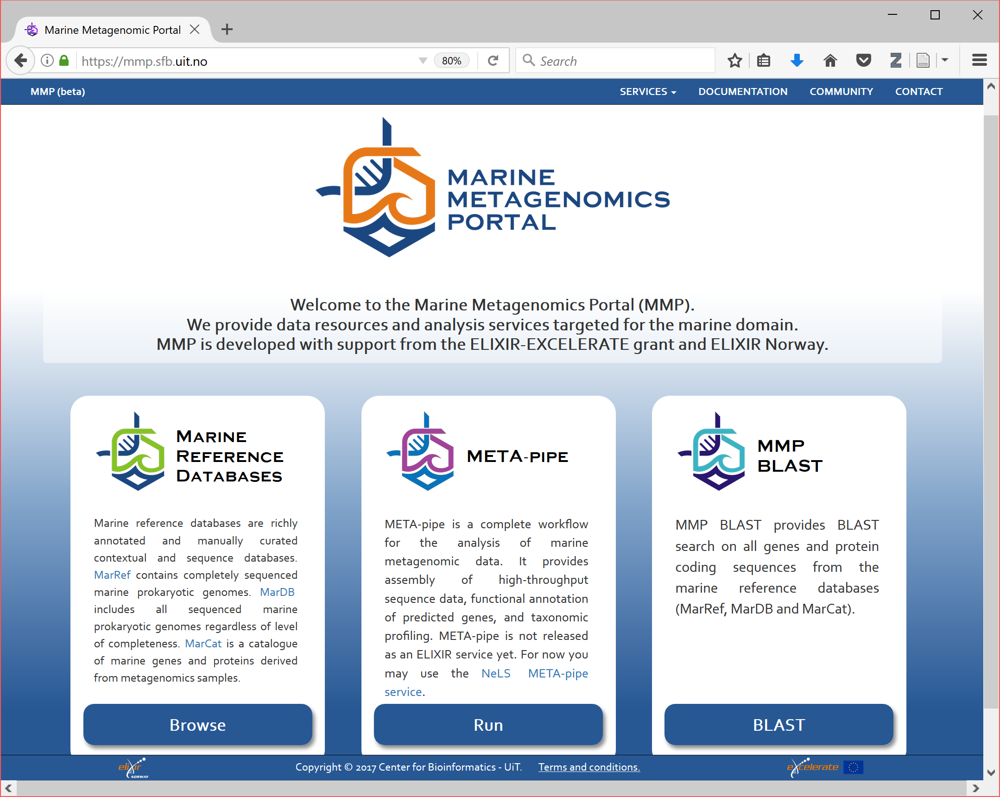 Marine Metagenomic Portal
https://mmp.sfb.uit.no
80%
Search
MMP (beta)
SERVICES
DOCUMENTATION
COMMUNITY
CONTACT
MARINE
METAGENOMICS
PORTAL
Welcome to the Marine Metagenomics Portal (MMP).
We provide data resources and analysis services targeted for the marine domain.
MMP is developed with support from the ELIXIR-EXCELERATE grant and ELIXIR Norway.
MARINE
REFERENCE
DATABASES
Marine reference databases are richly
annotated and manually curated
contextual and sequence databases.
MarRef contains completely sequenced
marine prokaryotic genomes. MarDB
includes all sequenced marine
prokaryotic genomes regardless of level
of completeness. MarCat is a catalogue
of marine genes and proteins derived
from metagenomics samples.
Browse
META-PIPE
META-pipe is a complete workflow
for the analysis of marine
metagenomic data. It provides
assembly of high-throughput
sequence data, functional annotation
of predicted genes, and taxonomic
profiling. META-pipe is not released
as an ELIXIR service yet. For now you
may use the NeLS META-pipe
service.
Run
MMP
BLAST
MMP BLAST provides BLAST
search on all genes and protein
coding sequences from the
marine reference databases
(MarRef, MarDB and MarCat).
BLAST
elixir
NORWAY
Copyright © 2017 Center for Bioinformatics - UiT.
Terms and conditions.
excelerate